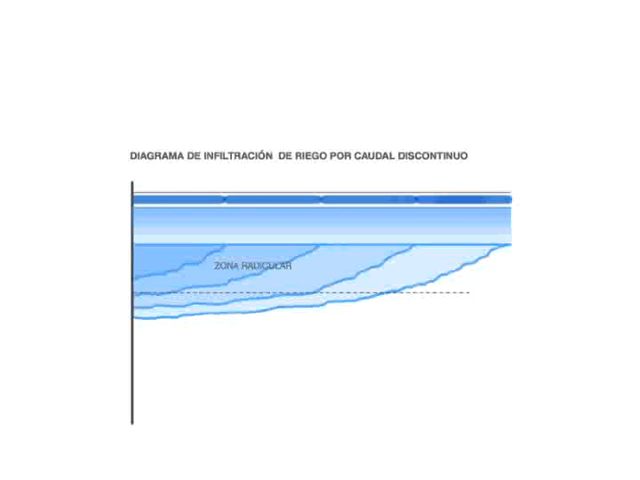 DIAGRAMA DE INFILTRACIÓN DE RIEGO POR CAUDAL DISCONTINUO
ZONA RADICULAR